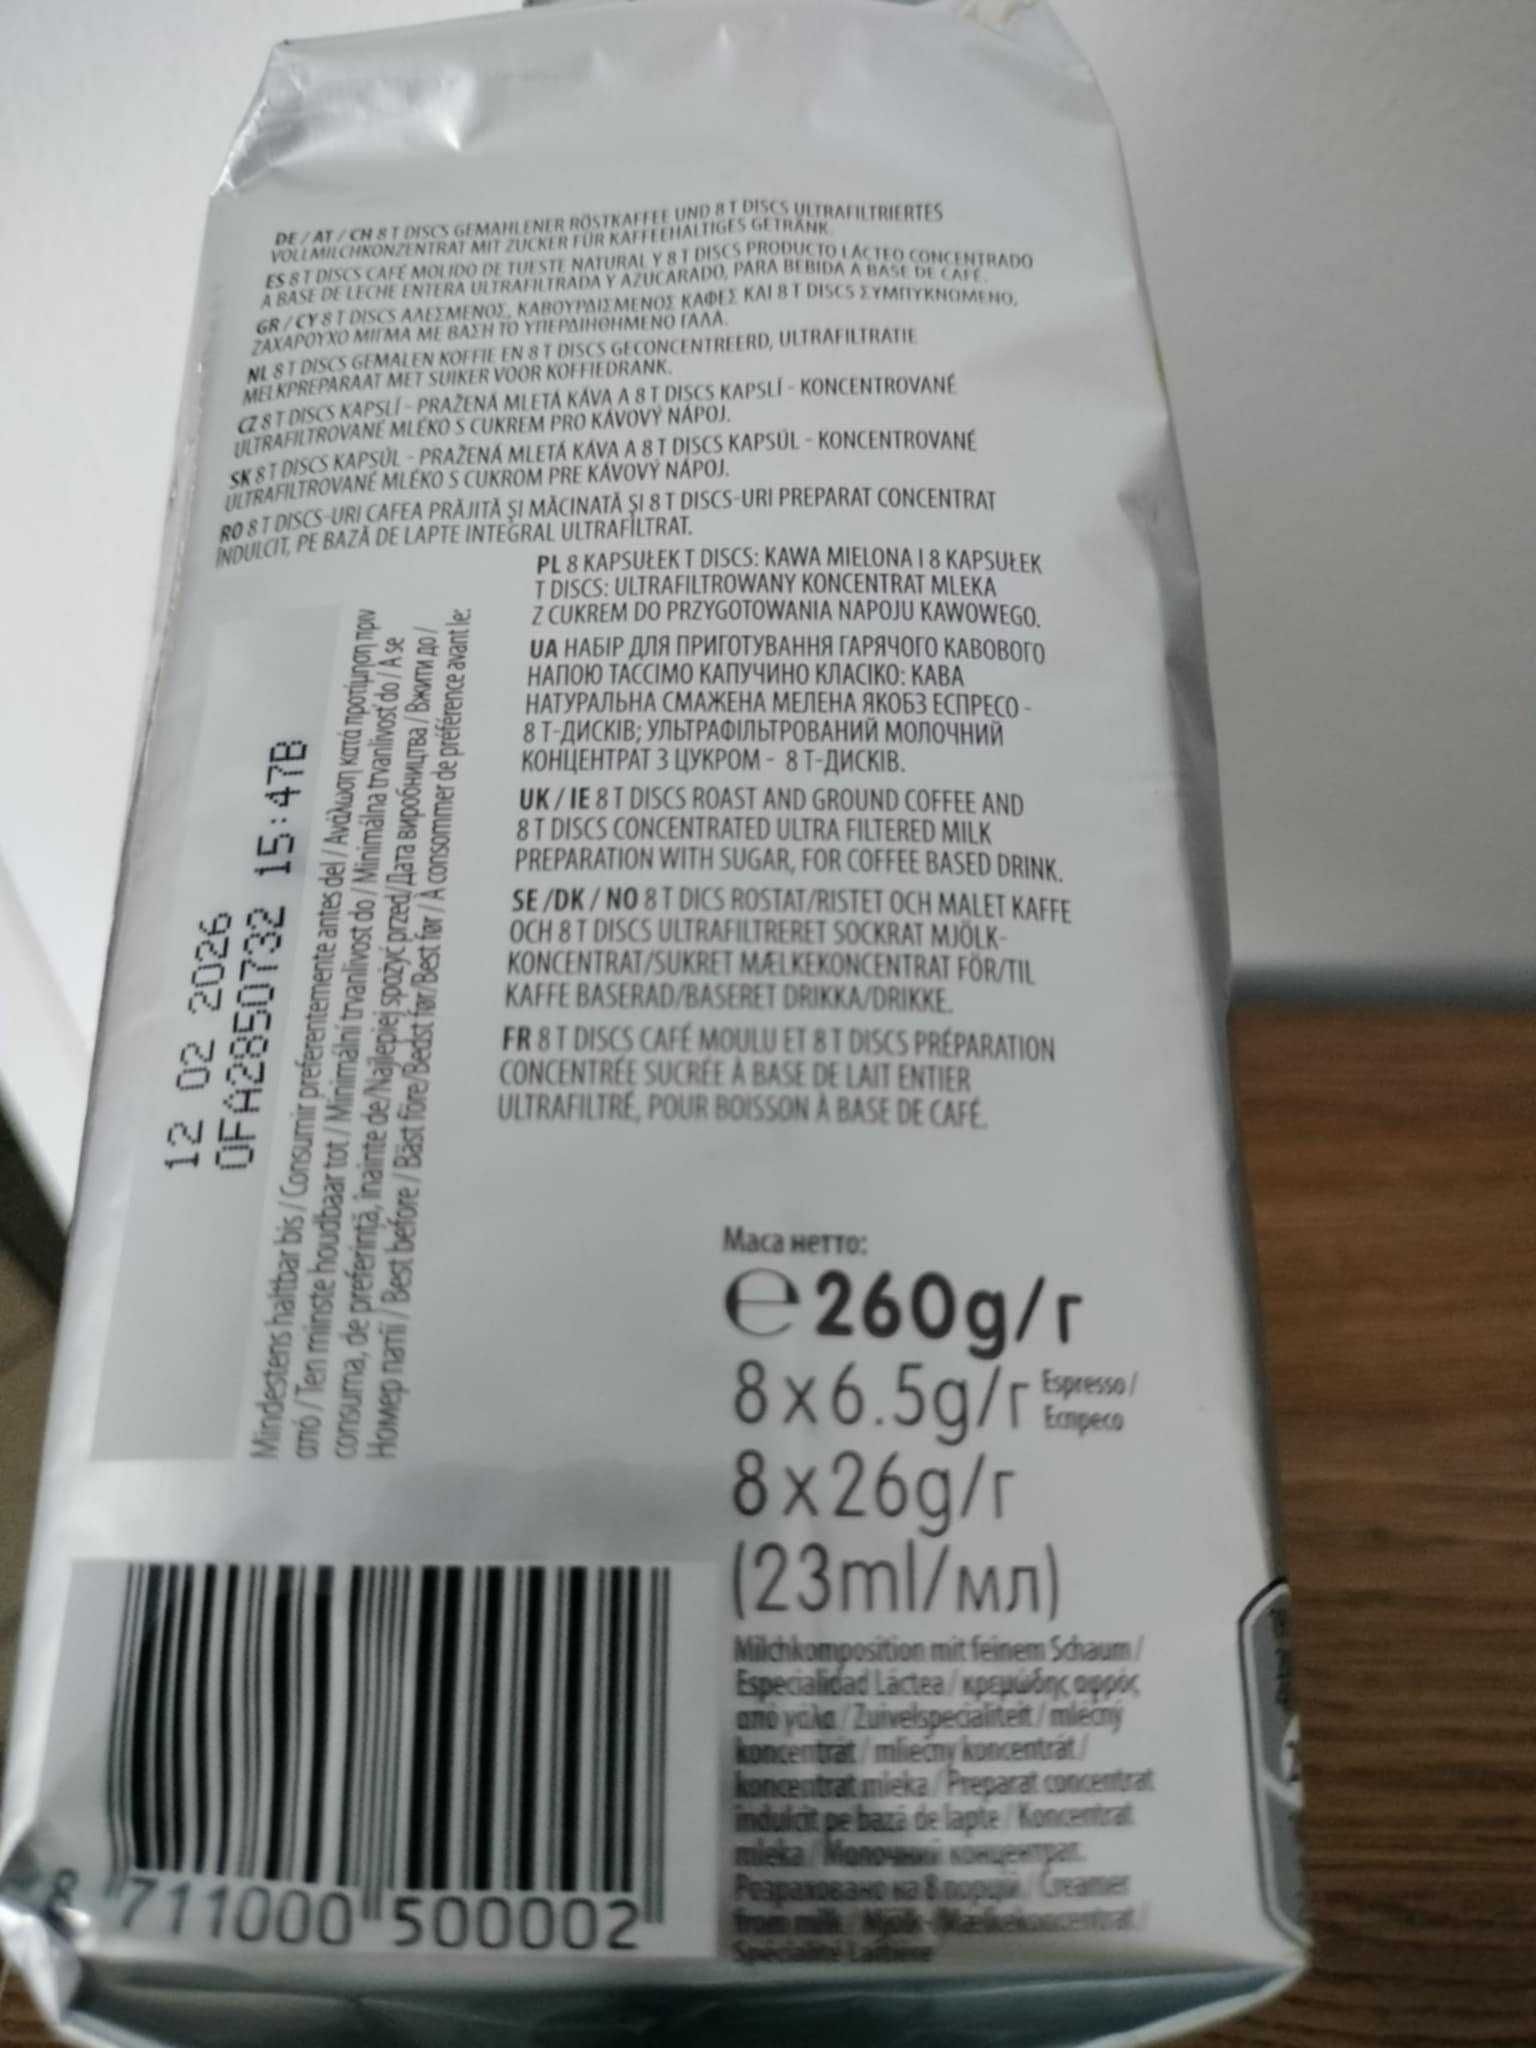 DE / AT / CH 8 T DISCS GEMAHLENER RÖSTKAFFEE UND 8 T DISCS ULTRAFILTRIERTES
VOLLMILCHKONZENTRAT MIT ZUCKER FÜR KAFFEEHALTIGES GETRÄNK.
ES 8 T DISCS CAFÉ MOLIDO DE TUESTE NATURAL Y 8 T DISCS PRODUCTO LÁCTEO CONCENTRADO
A BASE DE LECHE ENTERA ULTRAFILTRADA Y AZUCARADO, PARA BEBIDA A BASE DE CAFÉ.
GR / CY 8 T DISCS ΑΛΕΣΜΕΝΟΣ, ΚΑΒΟΥΡΔΙΣΜΕΝΟΣ ΚΑΦΕΣ ΚΑΙ 8 T DISCS ΣΥΜΠΥΚΝΩΜΕΝΟ,
ΖΑΧΑΡΟΥΧΟ ΜΙΓΜΑ ΜΕ ΒΑΣΗ ΤΟ ΥΠΕΡΔΙΗΘΗΜΕΝΟ ΓΑΛΑ.
NL 8 T DISCS GEMALEN KOFFIE EN 8 T DISCS GECONCENTREERD, ULTRAFILTRATIE
MELKPREPARAAT MET SUIKER VOOR KOFFIEDRANK.
CZ 8 T DISCS KAPSLÍ - PRAŽENÁ MLETÁ KÁVA A 8 T DISCS KAPSLÍ - KONCENTROVANÉ
ULTRAFILTROVANÉ MLÉKO S CUKREM PRO KÁVOVÝ NÁPOJ.
SK 8 T DISCS KAPSÚL - PRAŽENÁ MLETÁ KÁVA A 8 T DISCS KAPSÚL - KONCENTROVANÉ
ULTRAFILTROVANÉ MLÉKO S CUKROM PRE KÁVOVÝ NÁPOJ.
RO 8 T DISCS-URI CAFEA PRĂJITĂ ŞI MĂCINATĂ ŞI 8 T DISCS-URI PREPARAT CONCENTRAT
ÎNDULCIT, PE BAZĂ DE LAPTE INTEGRAL ULTRAFILTRAT.
PL 8 KAPSUŁEK T DISCS: KAWA MIELONA I 8 KAPSUŁEK
T DISCS: ULTRAFILTROWANY KONCENTRAT MLEKA
Z CUKREM DO PRZYGOTOWANIA NAPOJU KAWOWEGO.
UA НАБІР ДЛЯ ПРИГОТУВАННЯ ГАРЯЧОГО КАВОВОГО
НАПОЮ ТАССІМО КАПУЧИНО КЛАСІКО: КАВА
НАТУРАЛЬНА СМАЖЕНА МЕЛЕНА ЯКОБЗ ЕСПРЕСО -
8 Т-ДИСКІВ; УЛЬТРАФІЛЬТРОВАНИЙ МОЛОЧНИЙ
КОНЦЕНТРАТ З ЦУКРОМ - 8 Т-ДИСКІВ.
UK / IE 8 T DISCS ROAST AND GROUND COFFEE AND
8 T DISCS CONCENTRATED ULTRA FILTERED MILK
PREPARATION WITH SUGAR, FOR COFFEE BASED DRINK.
SE /DK / NO 8 T DICS ROSTAT/RISTET OCH MALET KAFFE
OCH 8 T DISCS ULTRAFILTRERET SOCKRAT MJÖLK-
KONCENTRAT/SUKRET MÆLKEKONCENTRAT FÖR/TIL
KAFFE BASERAD/BASERET DRIKKA/DRIKKE.
FR 8 T DISCS CAFÉ MOULU ET 8 T DISCS PRÉPARATION
CONCENTRÉE SUCRÉE À BASE DE LAIT ENTIER
ULTRAFILTRÉ, POUR BOISSON À BASE DE CAFÉ.
12 02 2026
OFA2850732 15:47B
Mindestens haltbar bis / Consumir preferentemente antes del / Ανάλωση κατά προτίμηση πριν
από / Ten minste houdbaar tot / Minimální trvanlivost do / Minimálna trvanlivosť do / A se
consuma, de preferinţă, înainte de/Najlepiej spożyć przed/Дата виробництва / Вжити до /
Номер партії / Best before / Bäst före/Bedst før/Best før / À consommer de préférence avant le:
Маса нетто:
℮ 260g/г
8 x 6.5g/г Espresso /
Еспресо
8 x 26g/г
(23ml/мл)
Milchkomposition mit feinem Schaum /
Especialidad Láctea / κρεμώδης αφρός
από γάλα / Zuivelspecialiteit / mléčný
koncentrát / mliečny koncentrát /
koncentrat mleka / Preparat concentrat
îndulcit pe bază de lapte / Koncentrat
mleka / Молочний концентрат.
Розраховано на 8 порцій. / Creamer
from milk / Mjölk-/Mælkekoncentrat /
Spécialité Laitière
8 711000 500002